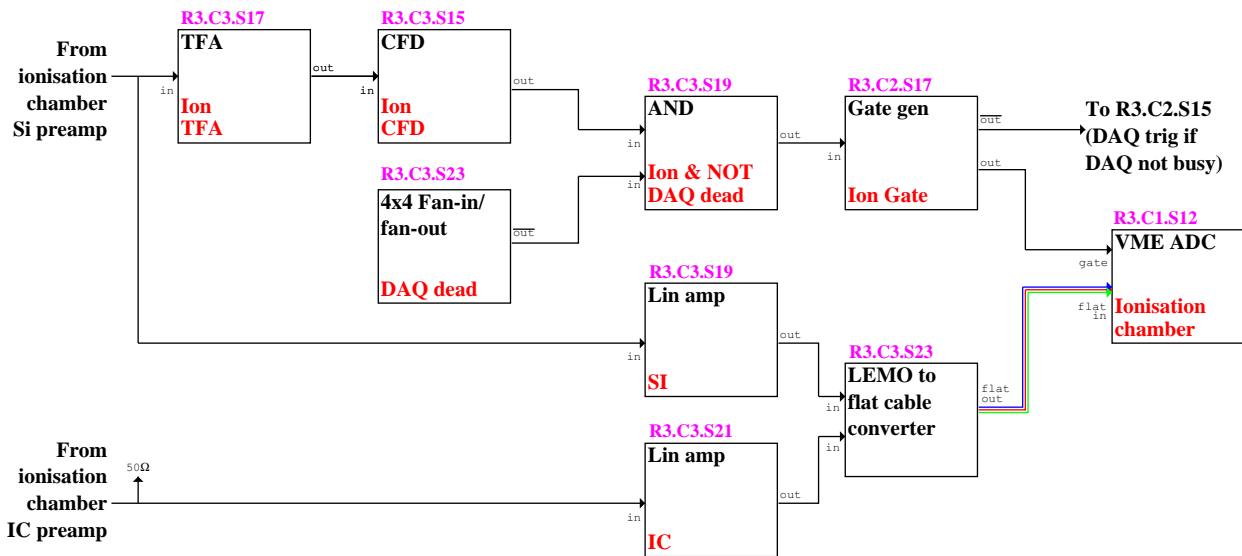 From
ionisation
chamber
Si preamp
in
R3.C3.S17
TFA
Ion
TFA
out
in
R3.C3.S15
CFD
Ion
CFD
out
R3.C3.S23
4x4 Fan-in/
fan-out
DAQ dead
out
in
in
R3.C3.S19
AND
Ion & NOT
DAQ dead
out
in
R3.C2.S17
Gate gen
Ion Gate
out
out
To R3.C2.S15
(DAQ trig if
DAQ not busy)
R3.C1.S12
VME ADC
Ionisation
chamber
gate
flat
in
R3.C3.S19
Lin amp
SI
in
out
R3.C3.S23
LEMO to
flat cable
converter
in
in
flat
out
From
ionisation
chamber
IC preamp
50Ω
in
R3.C3.S21
Lin amp
IC
out